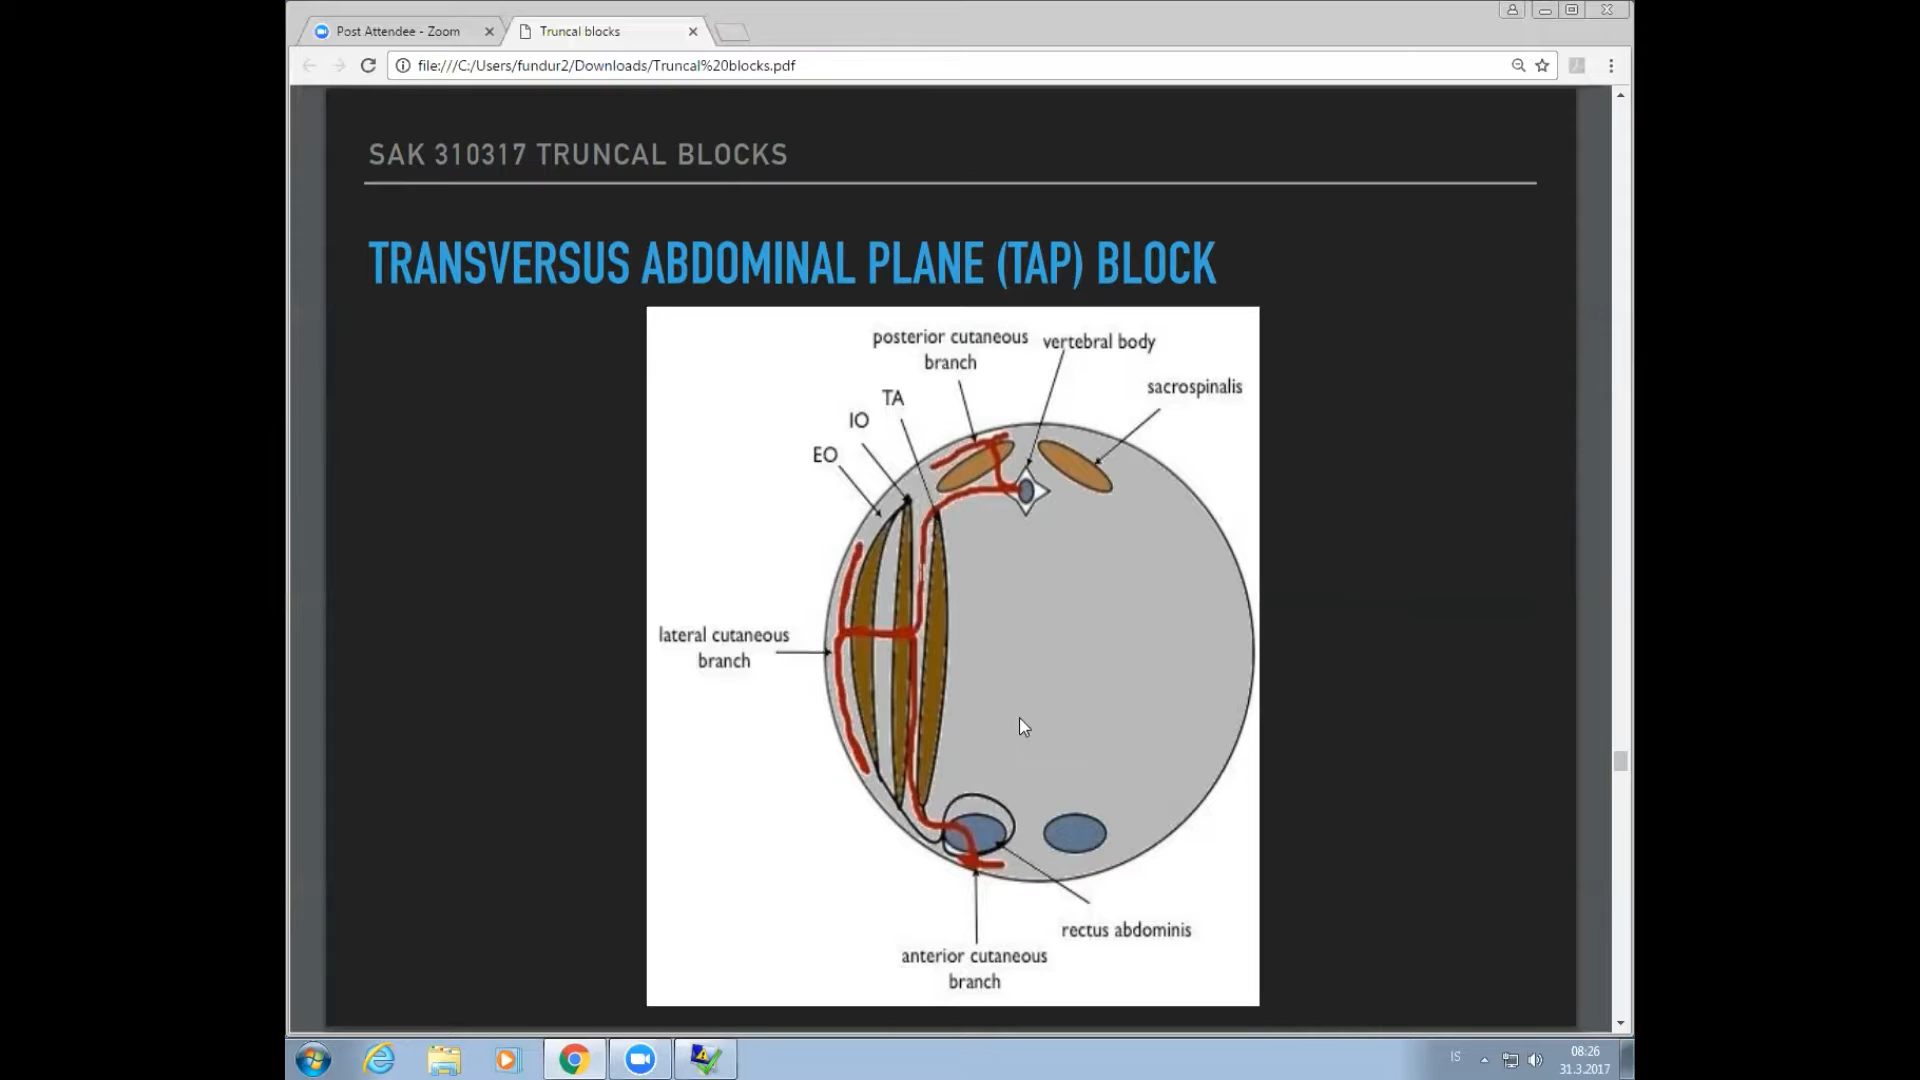 Post Attendee - Zoom
Truncal blocks
file:///C:/Users/fundur2/Downloads/Truncal%20blocks.pdf
SAK 310317 TRUNCAL BLOCKS
TRANSVERSUS ABDOMINAL PLANE (TAP) BLOCK
posterior cutaneous
branch
vertebral body
sacrospinalis
TA
IO
EO
lateral cutaneous
branch
rectus abdominis
anterior cutaneous
branch
IS
08:26
31.3.2017